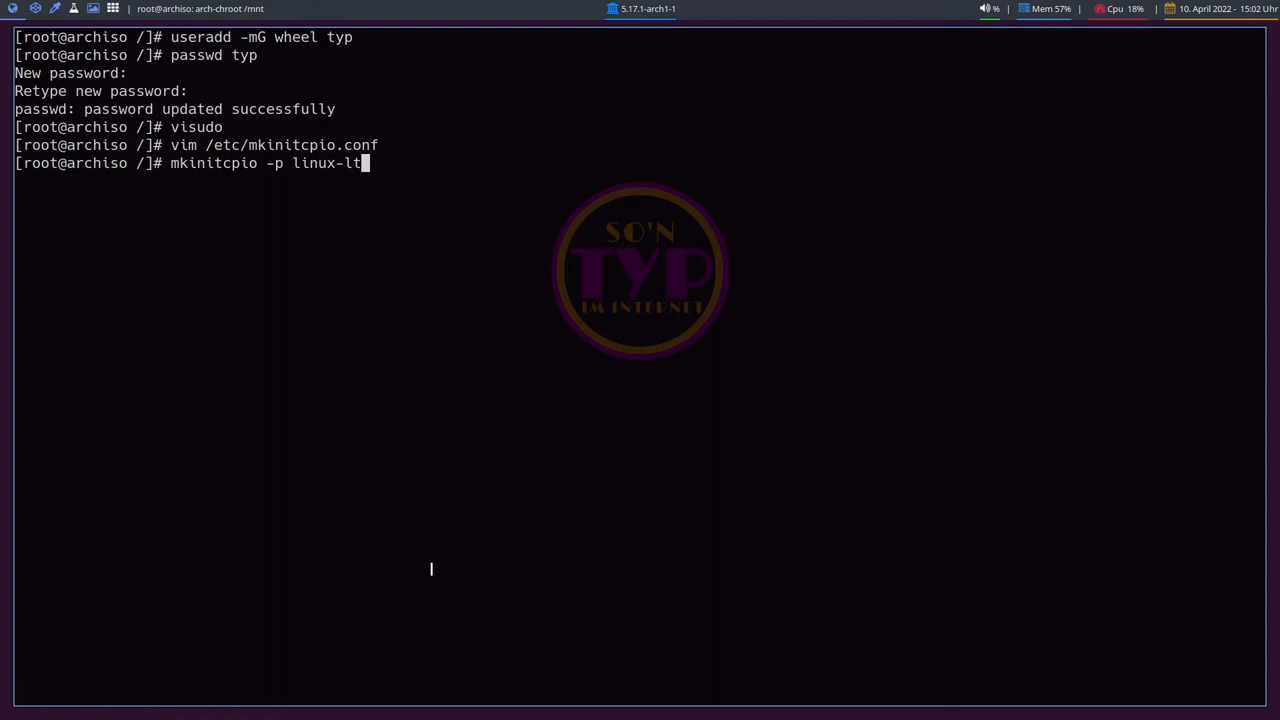 | root@archiso: arch-chroot /mnt
5.17.1-arch1-1
% | Mem 57% | Cpu 18% | 10. April 2022 - 15:02 Uhr
[root@archiso /]# useradd -mG wheel typ
[root@archiso /]# passwd typ
New password:
Retype new password:
passwd: password updated successfully
[root@archiso /]# visudo
[root@archiso /]# vim /etc/mkinitcpio.conf
[root@archiso /]# mkinitcpio -p linux-lt
SO'N
TYP
IM INTERNET